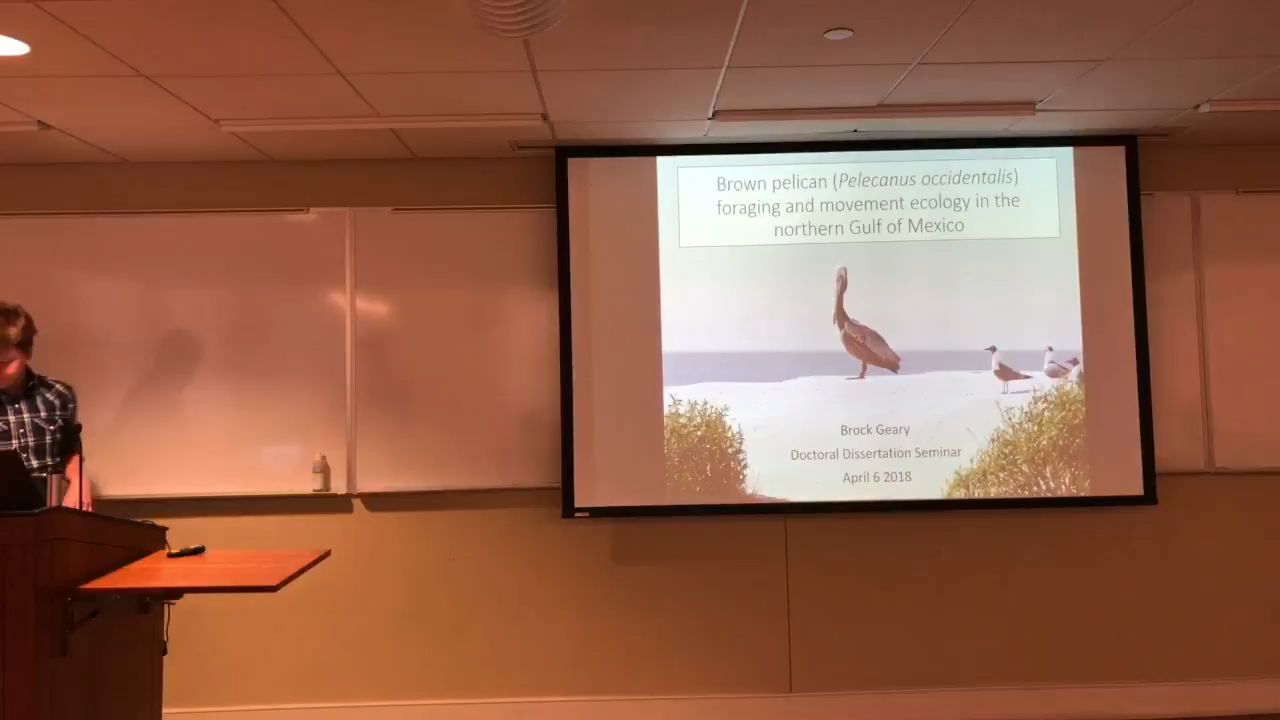 Brown pelican (Pelecanus occidentalis)
foraging and movement ecology in the
northern Gulf of Mexico
Brock Geary
Doctoral Dissertation Seminar
April 6 2018